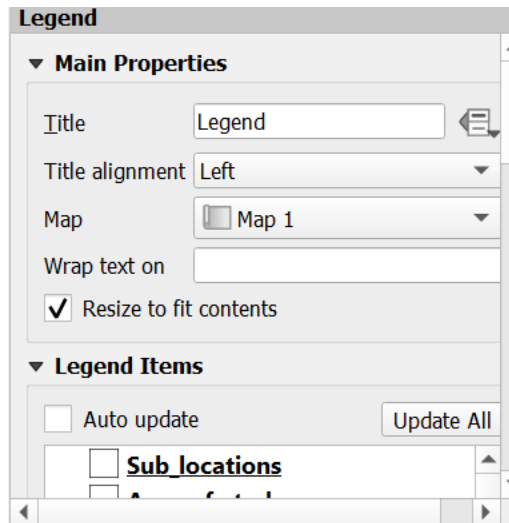 Legend
Main Properties
Title Legend
Title alignment Left
Map Map 1
Wrap text on
Resize to fit contents
Legend Items
Auto update Update All
Sub_locations